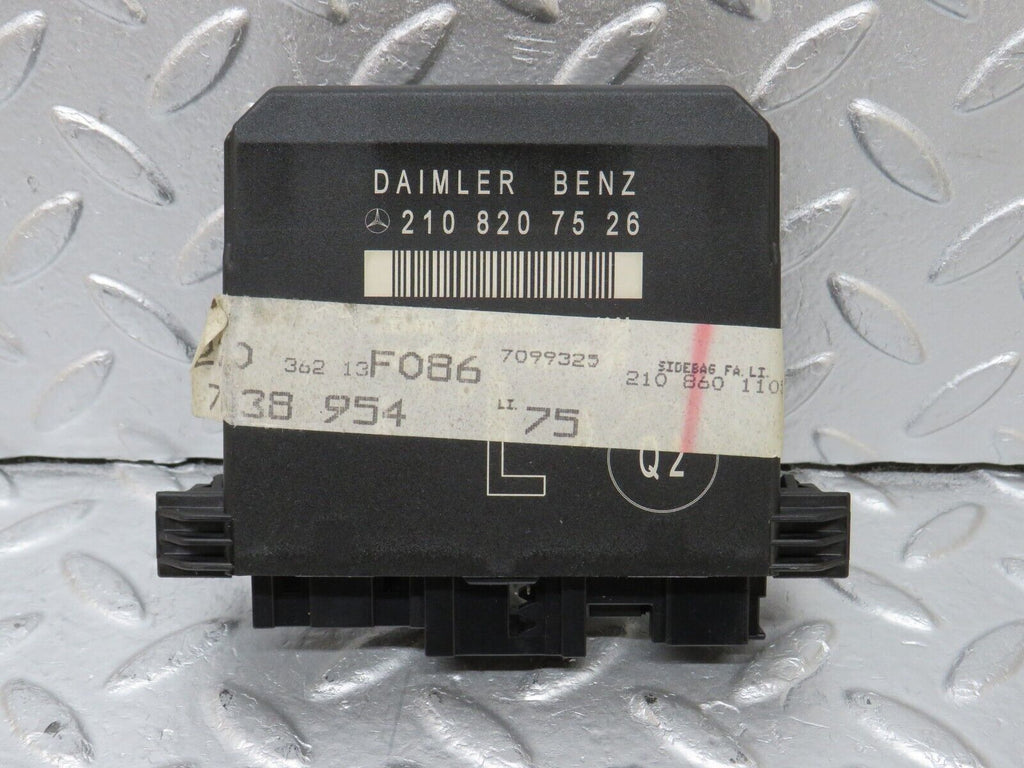 DAIMLER BENZ
210 820 75 26
362 13 F086 7099325 SIDEBAG FA. LI.
210 860 110
738 954 LI. 75
L Q2